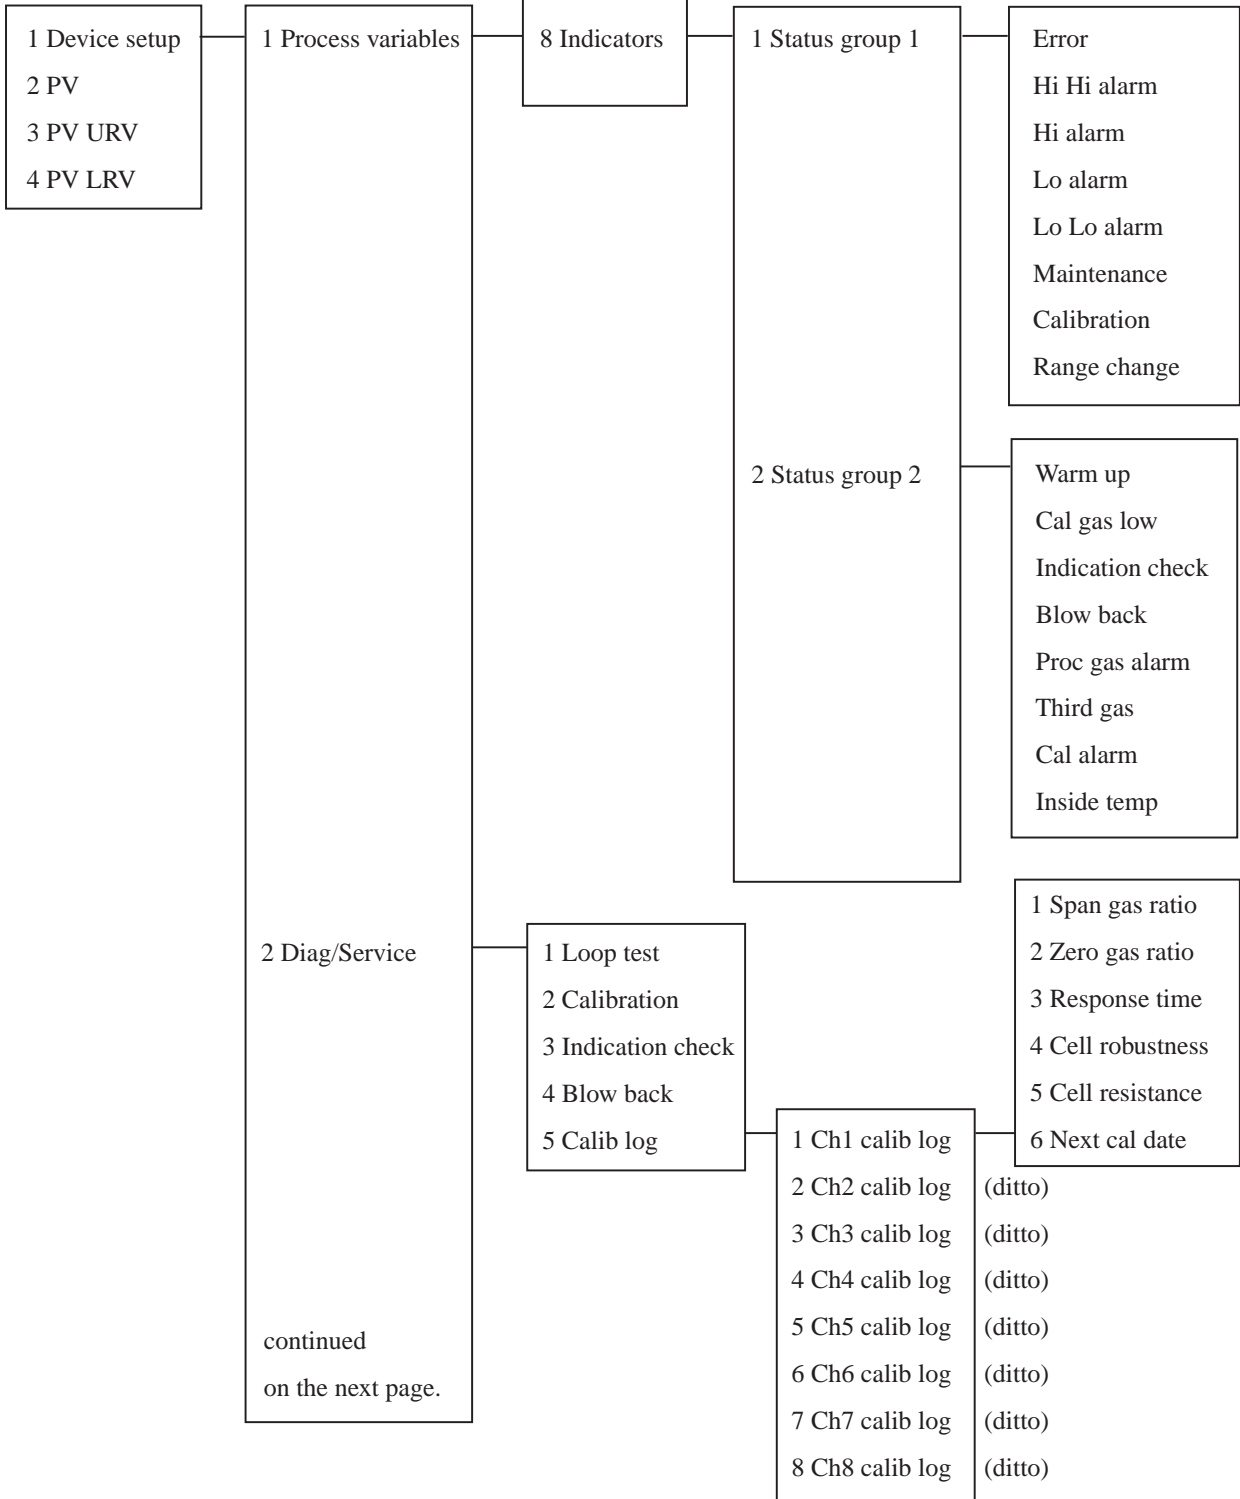 1 Device setup
2 PV
3 PV URV
4 PV LRV
1 Process variables
8 Indicators
1 Status group 1
Error
Hi Hi alarm
Hi alarm
Lo alarm
Lo Lo alarm
Maintenance
Calibration
Range change
2 Status group 2
Warm up
Cal gas low
Indication check
Blow back
Proc gas alarm
Third gas
Cal alarm
Inside temp
2 Diag/Service
1 Loop test
2 Calibration
3 Indication check
4 Blow back
5 Calib log
1 Ch1 calib log
1 Span gas ratio
2 Zero gas ratio
3 Response time
4 Cell robustness
5 Cell resistance
6 Next cal date
2 Ch2 calib log (ditto)
3 Ch3 calib log (ditto)
4 Ch4 calib log (ditto)
5 Ch5 calib log (ditto)
6 Ch6 calib log (ditto)
7 Ch7 calib log (ditto)
8 Ch8 calib log (ditto)
continued
on the next page.